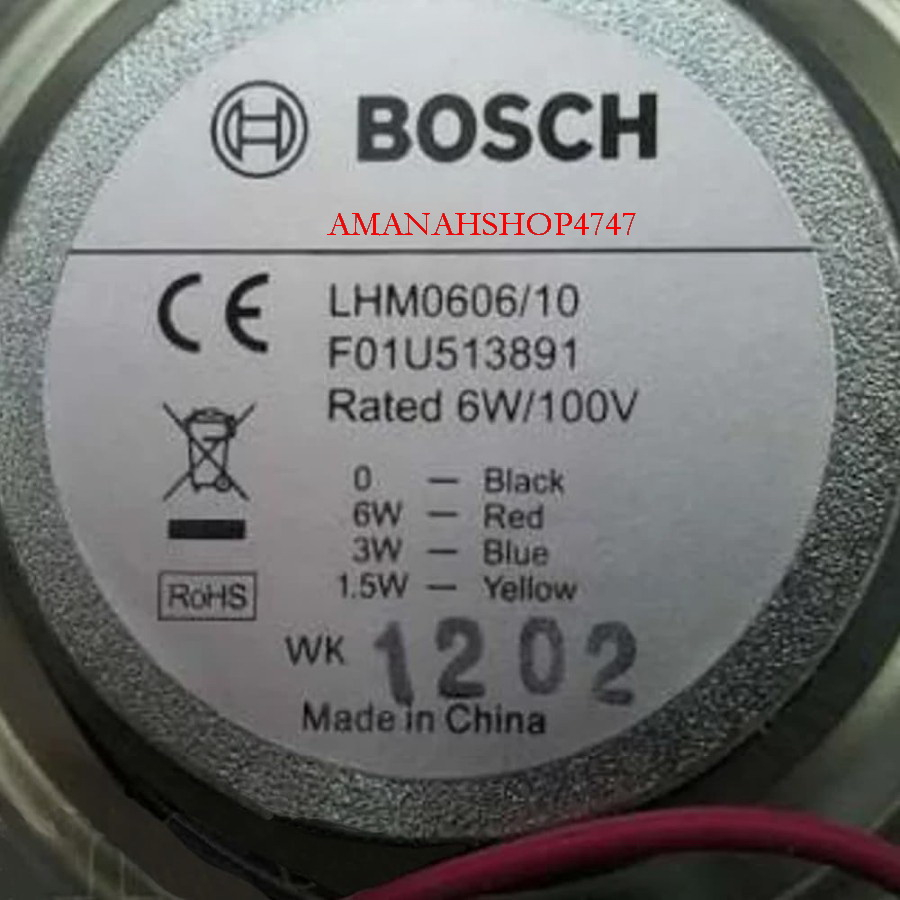 BOSCH
AMANAHSHOP4747
CE
LHM0606/10
F01U513891
Rated 6W/100V
0 — Black
6W — Red
3W — Blue
1.5W — Yellow
RoHS
WK 1202
Made in China